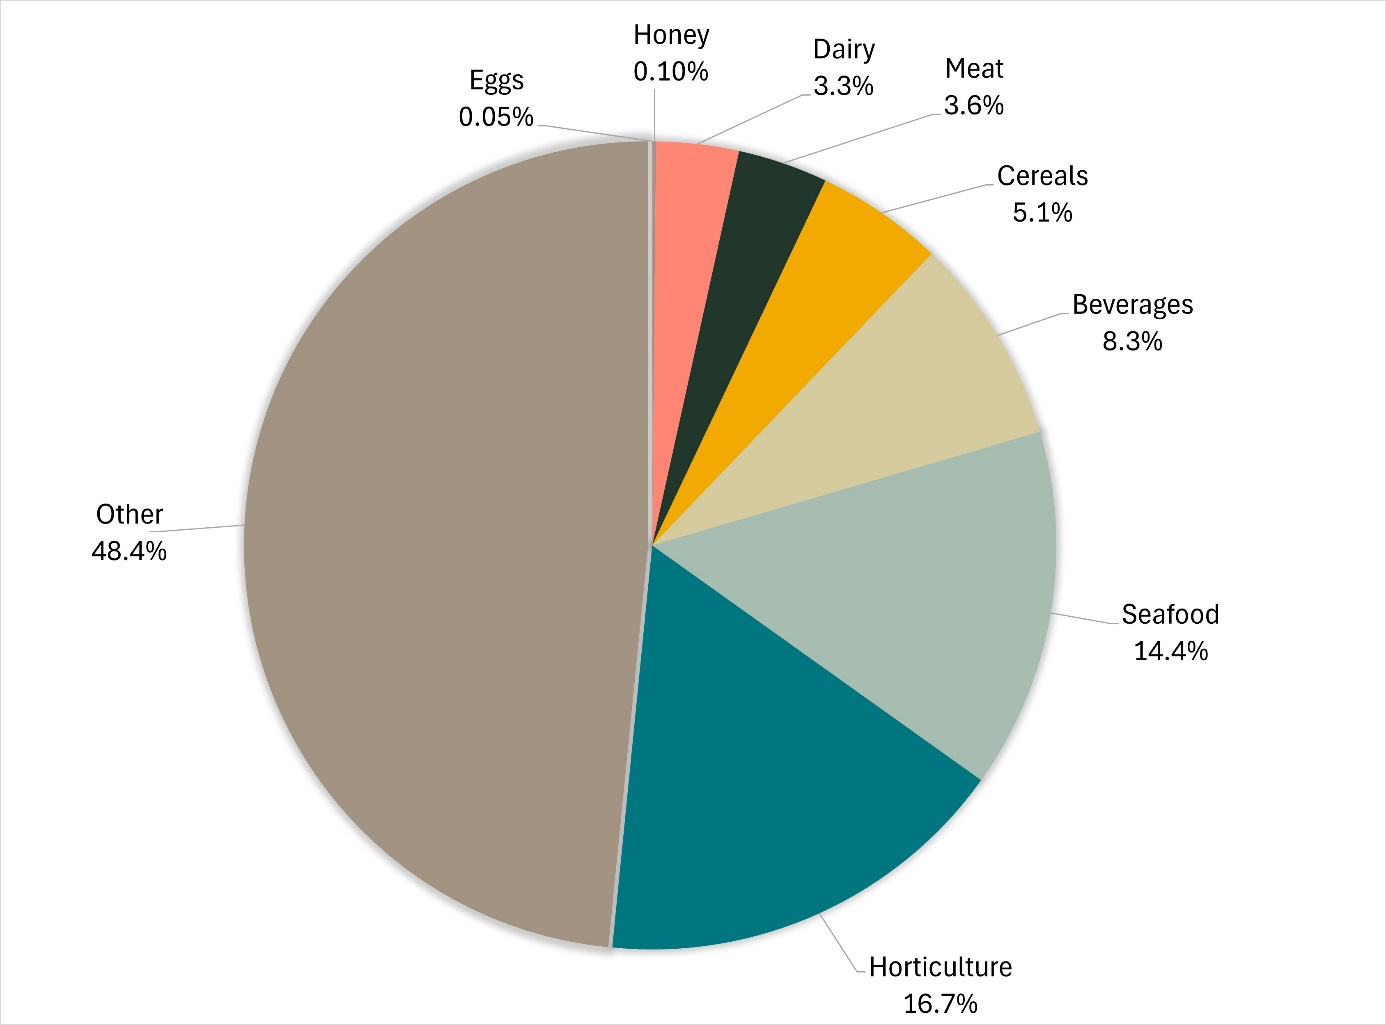 Honey
0.10%
Dairy
3.3%
Meat
3.6%
Eggs
0.05%
Cereals
5.1%
Beverages
8.3%
Other
48.4%
Seafood
14.4%
Horticulture
16.7%